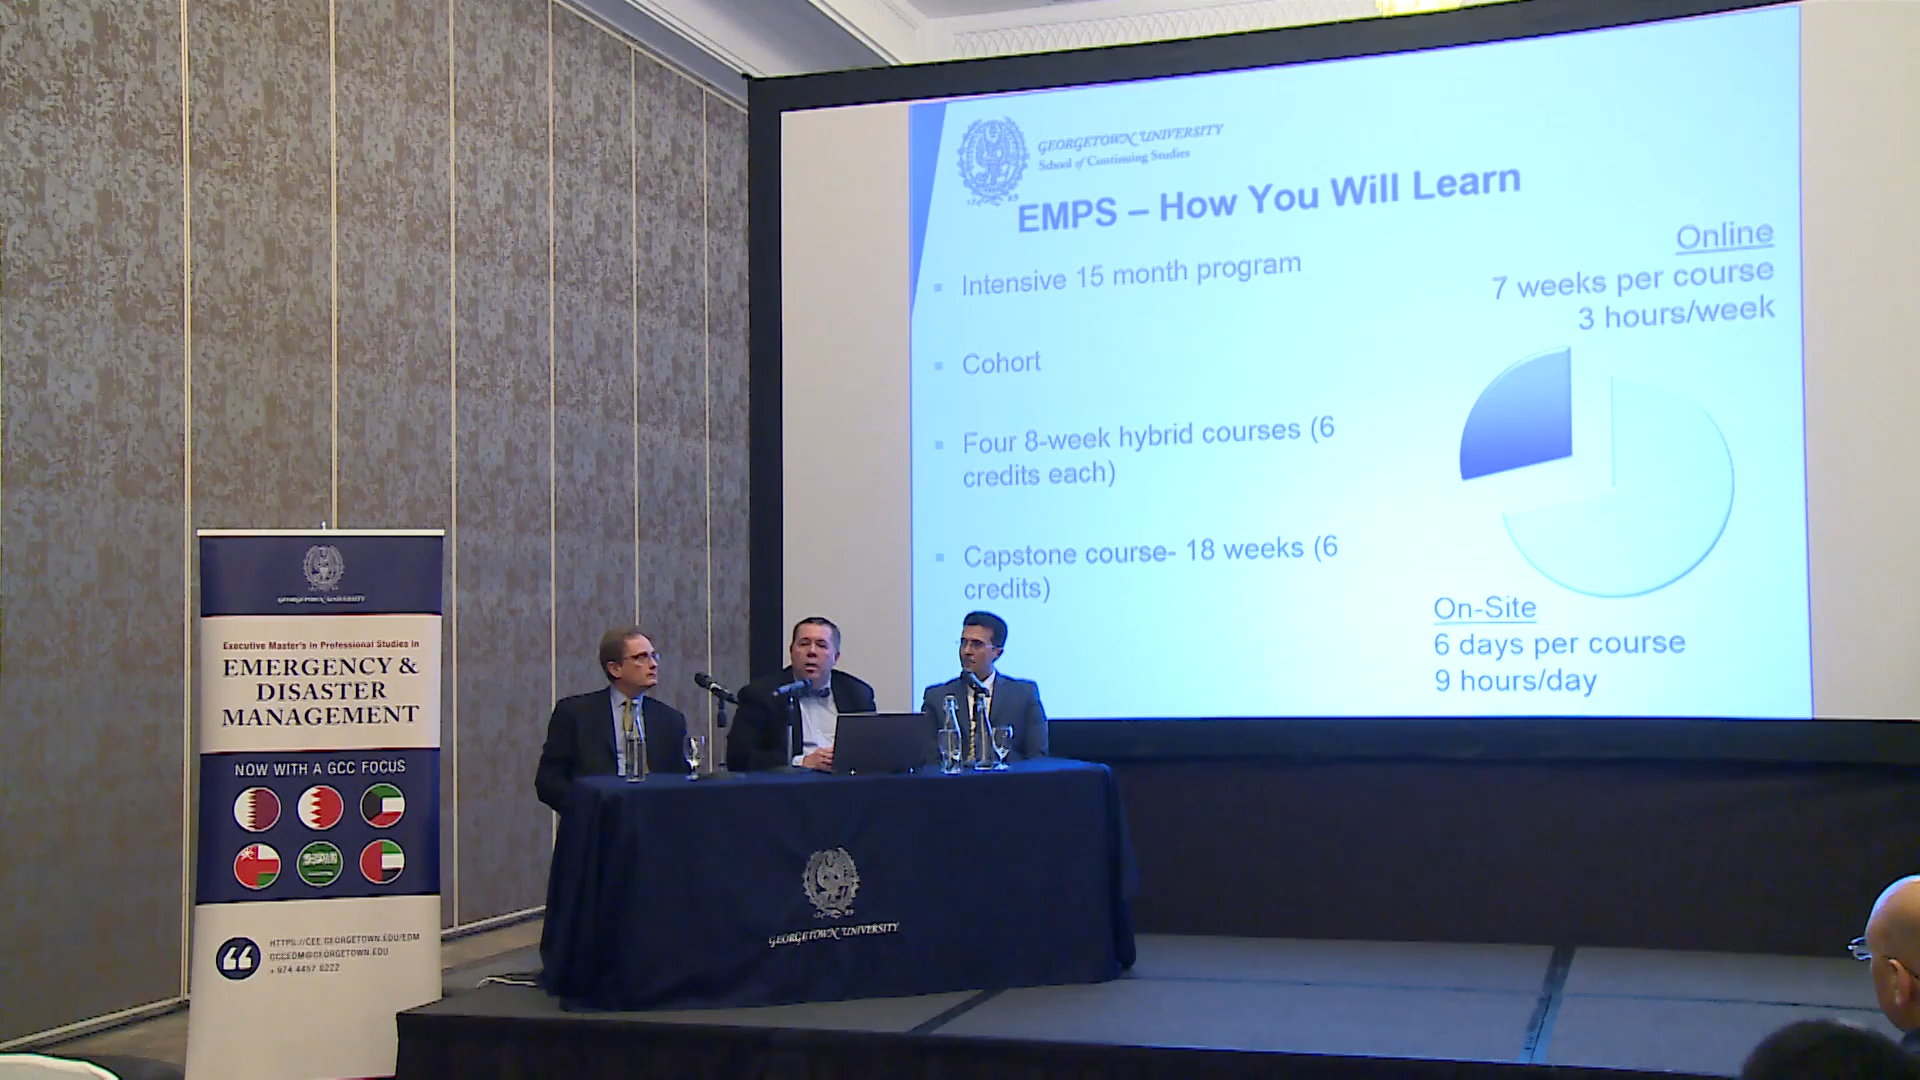 GEORGETOWN UNIVERSITY
School of Continuing Studies
EMPS – How You Will Learn
▪ Intensive 15 month program
▪ Cohort
▪ Four 8-week hybrid courses (6
credits each)
▪ Capstone course- 18 weeks (6
credits)
Online
7 weeks per course
3 hours/week
On-Site
6 days per course
9 hours/day
GEORGETOWN UNIVERSITY
Executive Master's in Professional Studies in
EMERGENCY &
DISASTER
MANAGEMENT
NOW WITH A GCC FOCUS
HTTPS://CEE.GEORGETOWN.EDU/EDM
GCCEDM@GEORGETOWN.EDU
GEORGETOWN UNIVERSITY